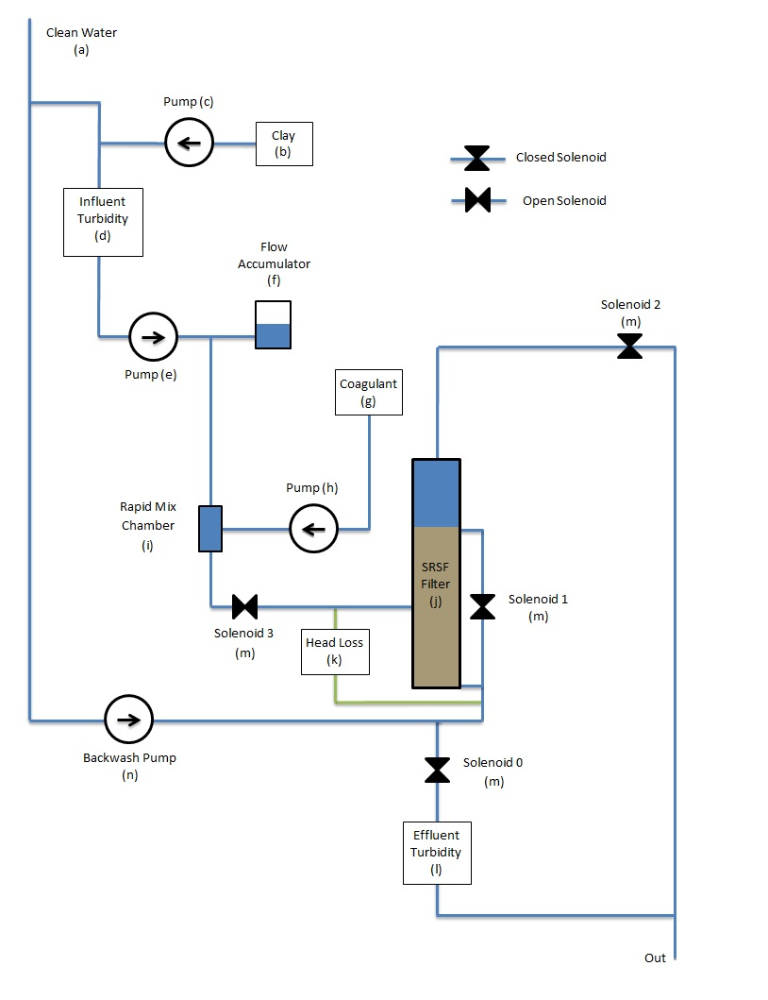 Clean Water
(a)
Pump (c)
Clay
(b)
Closed Solenoid
Open Solenoid
Influent
Turbidity
(d)
Flow
Accumulator
(f)
Solenoid 2
(m)
Pump (e)
Coagulant
(g)
Pump (h)
Rapid Mix
Chamber
(i)
SRSF
Filter
(j)
Solenoid 1
(m)
Solenoid 3
(m)
Head Loss
(k)
Backwash Pump
(n)
Solenoid 0
(m)
Effluent
Turbidity
(l)
Out